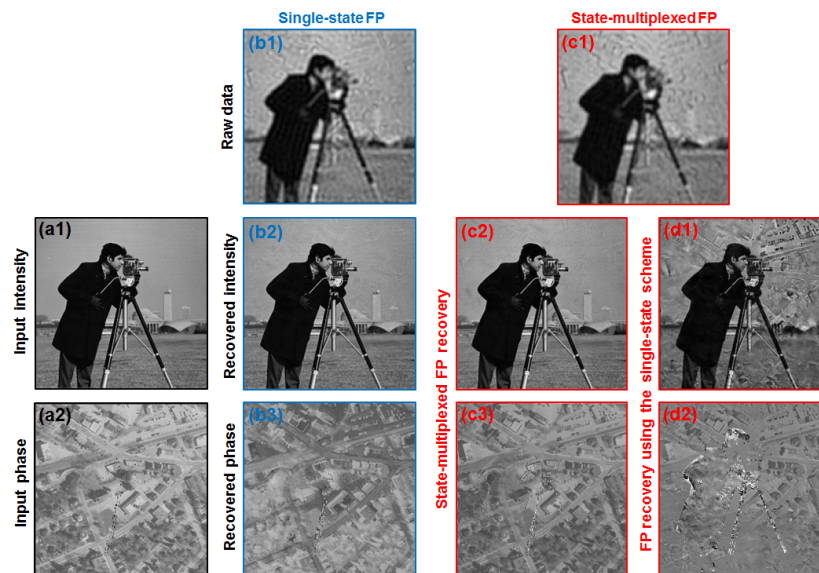 Single-state FP
State-multiplexed FP
Raw data
(b1)
(c1)
Input intensity
(a1)
Recovered intensity
(b2)
State-multiplexed FP recovery
(c2)
FP recovery using the single-state scheme
(d1)
Input phase
(a2)
Recovered phase
(b3)
(c3)
(d2)